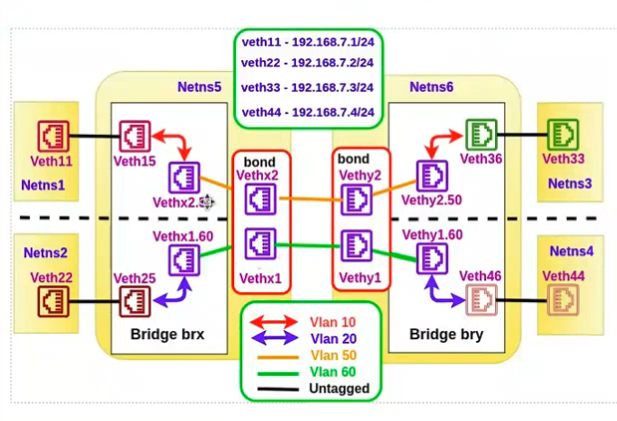 veth11 - 192.168.7.1/24
veth22 - 192.168.7.2/24
veth33 - 192.168.7.3/24
veth44 - 192.168.7.4/24
Netns5
Netns6
bond
bond
Veth11
Veth15
Vethx2
Vethy2
Veth36
Veth33
Netns1
Vethy2.50
Netns3
Netns2
Vethx1.60
Vethy1.60
Netns4
Veth22
Veth25
Vethx1
Vethy1
Veth46
Veth44
Bridge brx
Bridge bry
Vlan 10
Vlan 20
Vlan 50
Vlan 60
Untagged